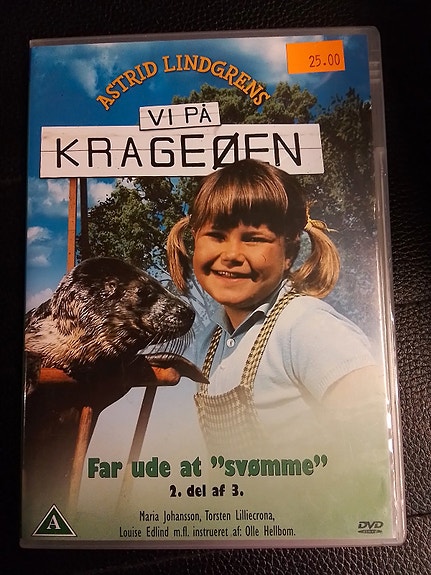 25.00
ASTRID LINDGRENS
VI PÅ
KRAGEØEN
Far ude at "svømme"
2. del af 3.
Maria Johansson, Torsten Lilliecrona,
Louise Edlind m.fl. instrueret af: Olle Hellbom.
A
DVD